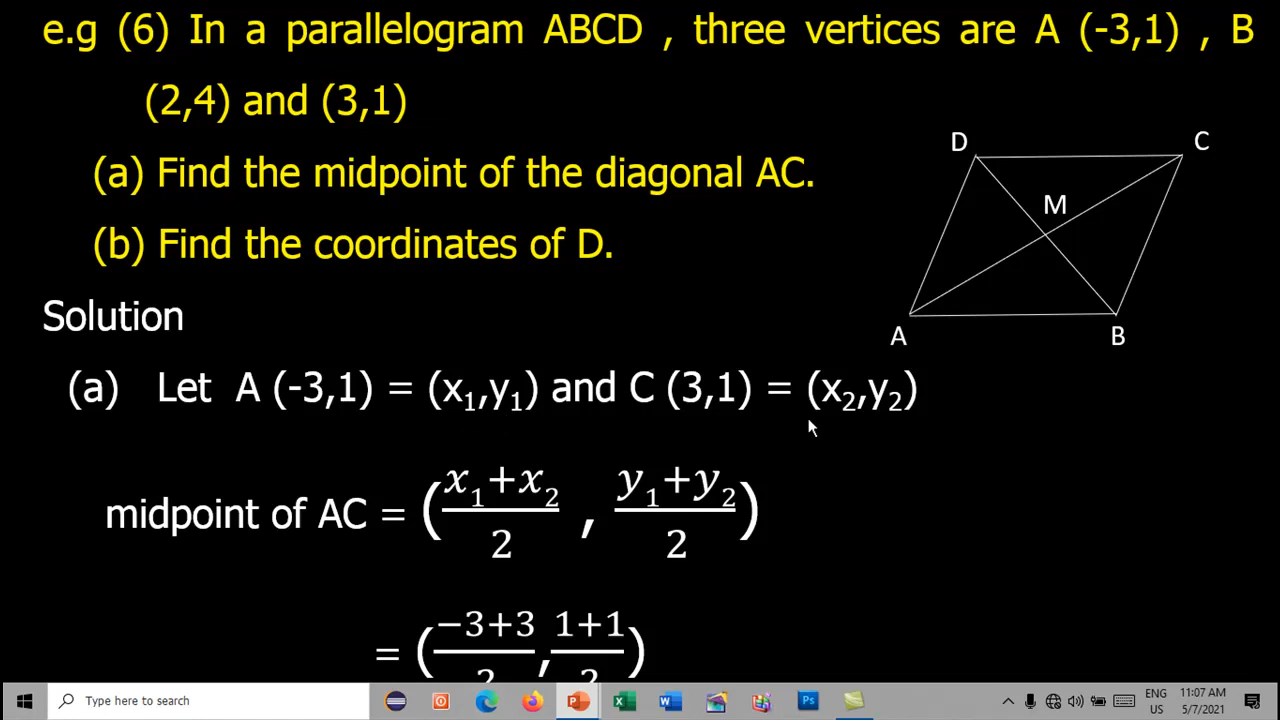 e.g (6) In a parallelogram ABCD , three vertices are A (-3,1) , B
(2,4) and (3,1)
(a) Find the midpoint of the diagonal AC.
(b) Find the coordinates of D.
D
C
M
A
B
Solution
(a) Let A (-3,1) = (x₁,y₁) and C (3,1) = (x₂,y₂)
midpoint of AC = (x₁+x₂/2 , y₁+y₂/2)
= (−3+3/2,1+1/2)
Type here to search
ENG
US
11:07 AM
5/7/2021